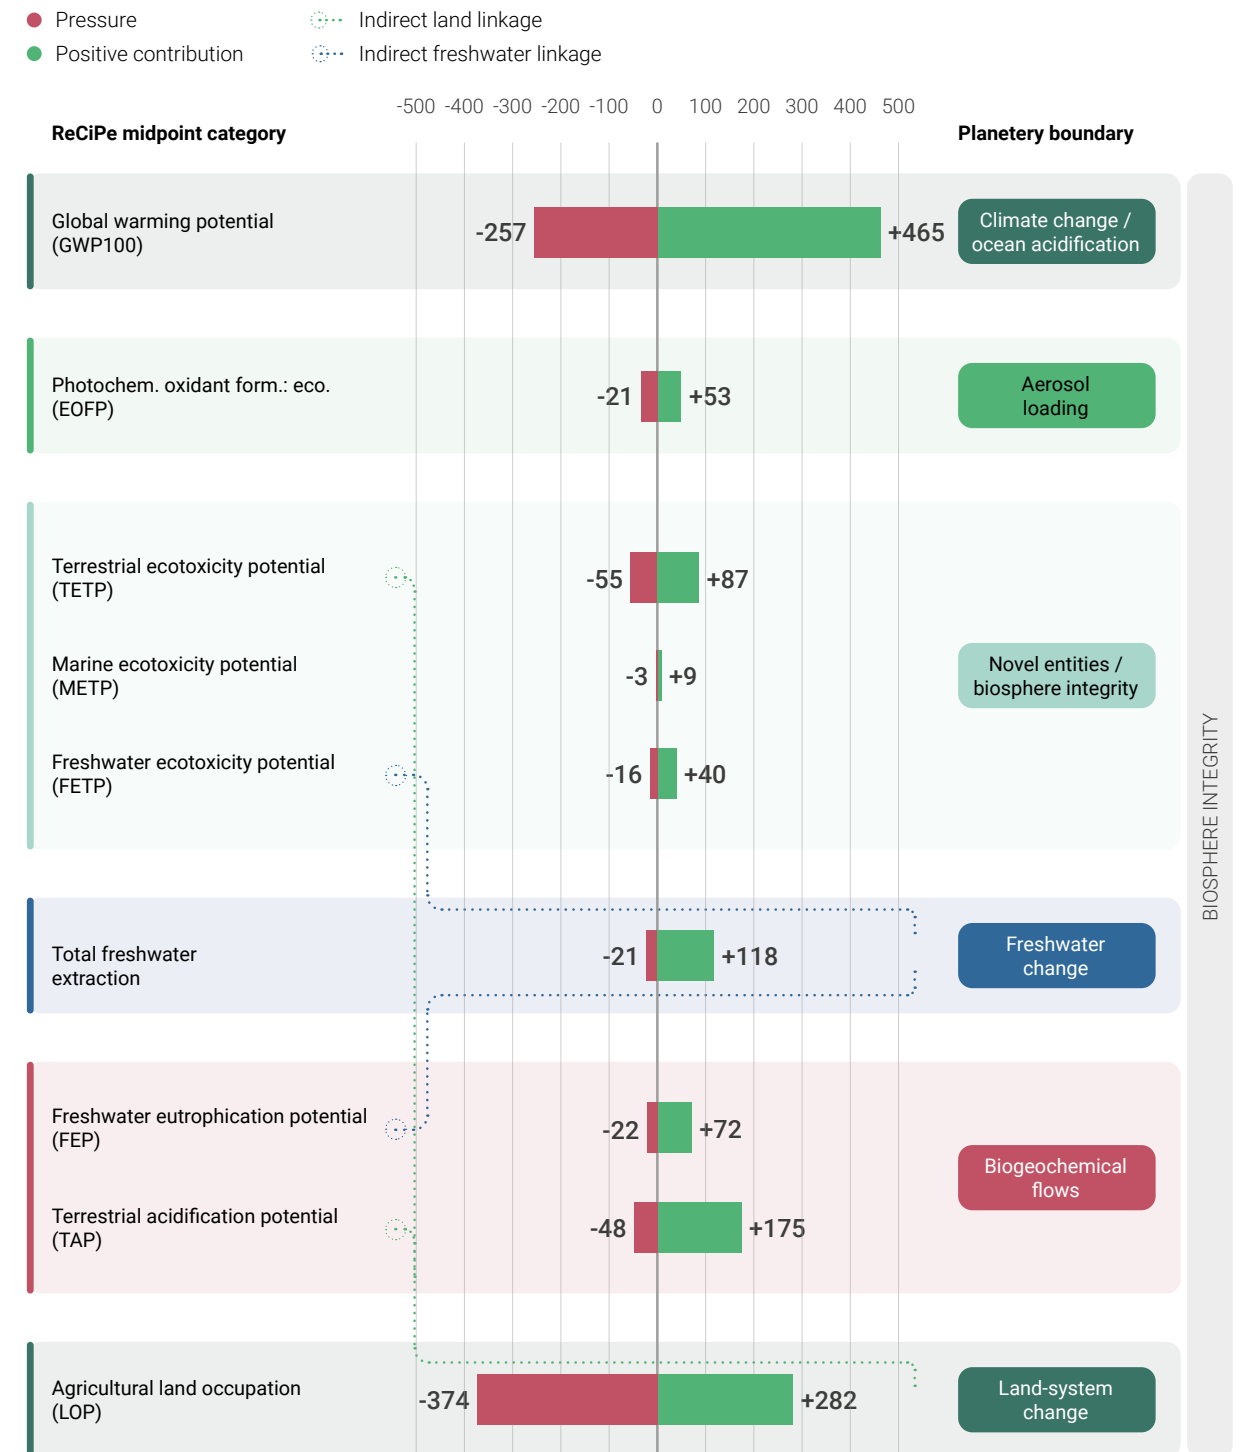 Pressure
Indirect land linkage
Positive contribution
Indirect freshwater linkage
-500 -400 -300 -200 -100 0 100 200 300 400 500
ReCiPe midpoint category
Planetery boundary
Global warming potential
(GWP100)
-257
+465
Climate change /
ocean acidification
Photochem. oxidant form.: eco.
(EOFP)
-21
+53
Aerosol
loading
Terrestrial ecotoxicity potential
(TETP)
-55
+87
Marine ecotoxicity potential
(METP)
-3
+9
Novel entities /
biosphere integrity
Freshwater ecotoxicity potential
(FETP)
-16
+40
Total freshwater
extraction
-21
+118
Freshwater
change
Freshwater eutrophication potential
(FEP)
-22
+72
Biogeochemical
flows
Terrestrial acidification potential
(TAP)
-48
+175
Agricultural land occupation
(LOP)
-374
+282
Land-system
change
BIOSPHERE INTEGRITY